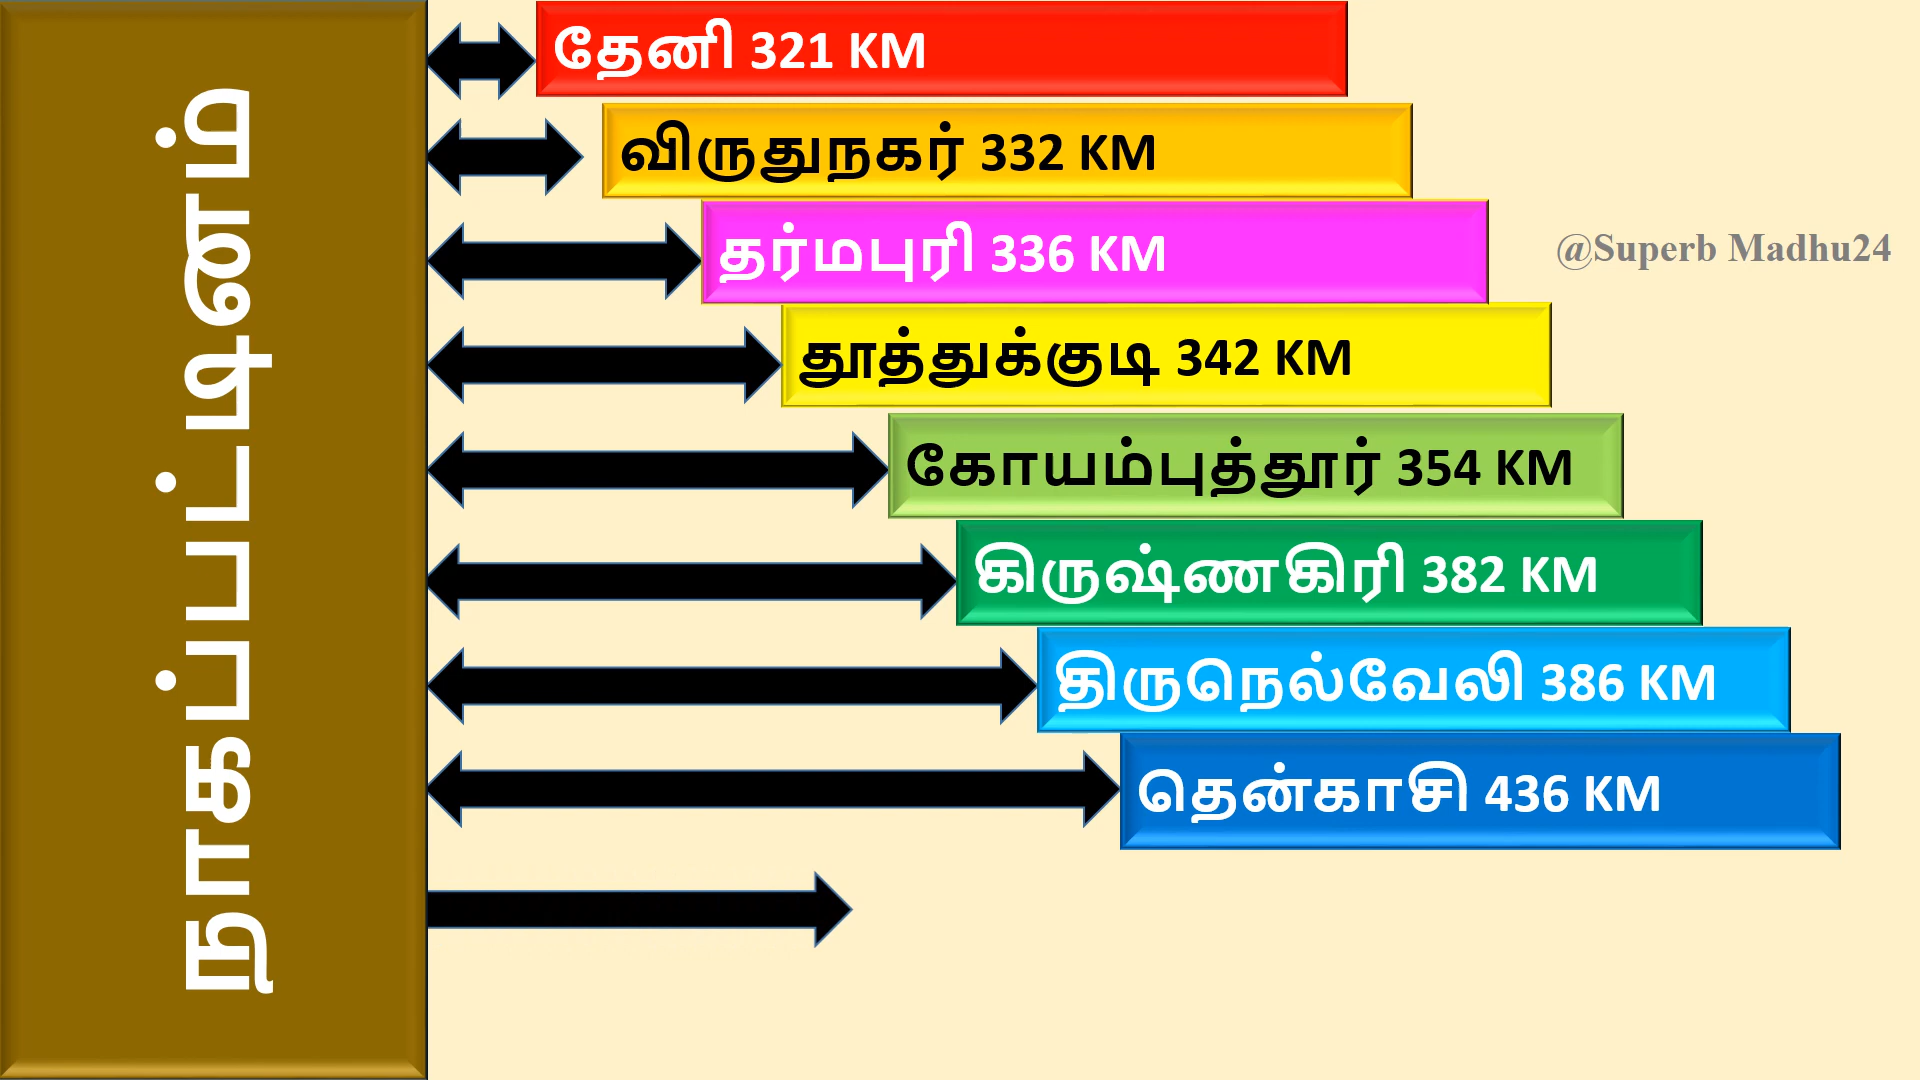 நாகப்பட்டினம்
தேனி 321 KM
விருதுநகர் 332 KM
தர்மபுரி 336 KM
@Superb Madhu24
தூத்துக்குடி 342 KM
கோயம்புத்தூர் 354 KM
கிருஷ்ணகிரி 382 KM
திருநெல்வேலி 386 KM
தென்காசி 436 KM